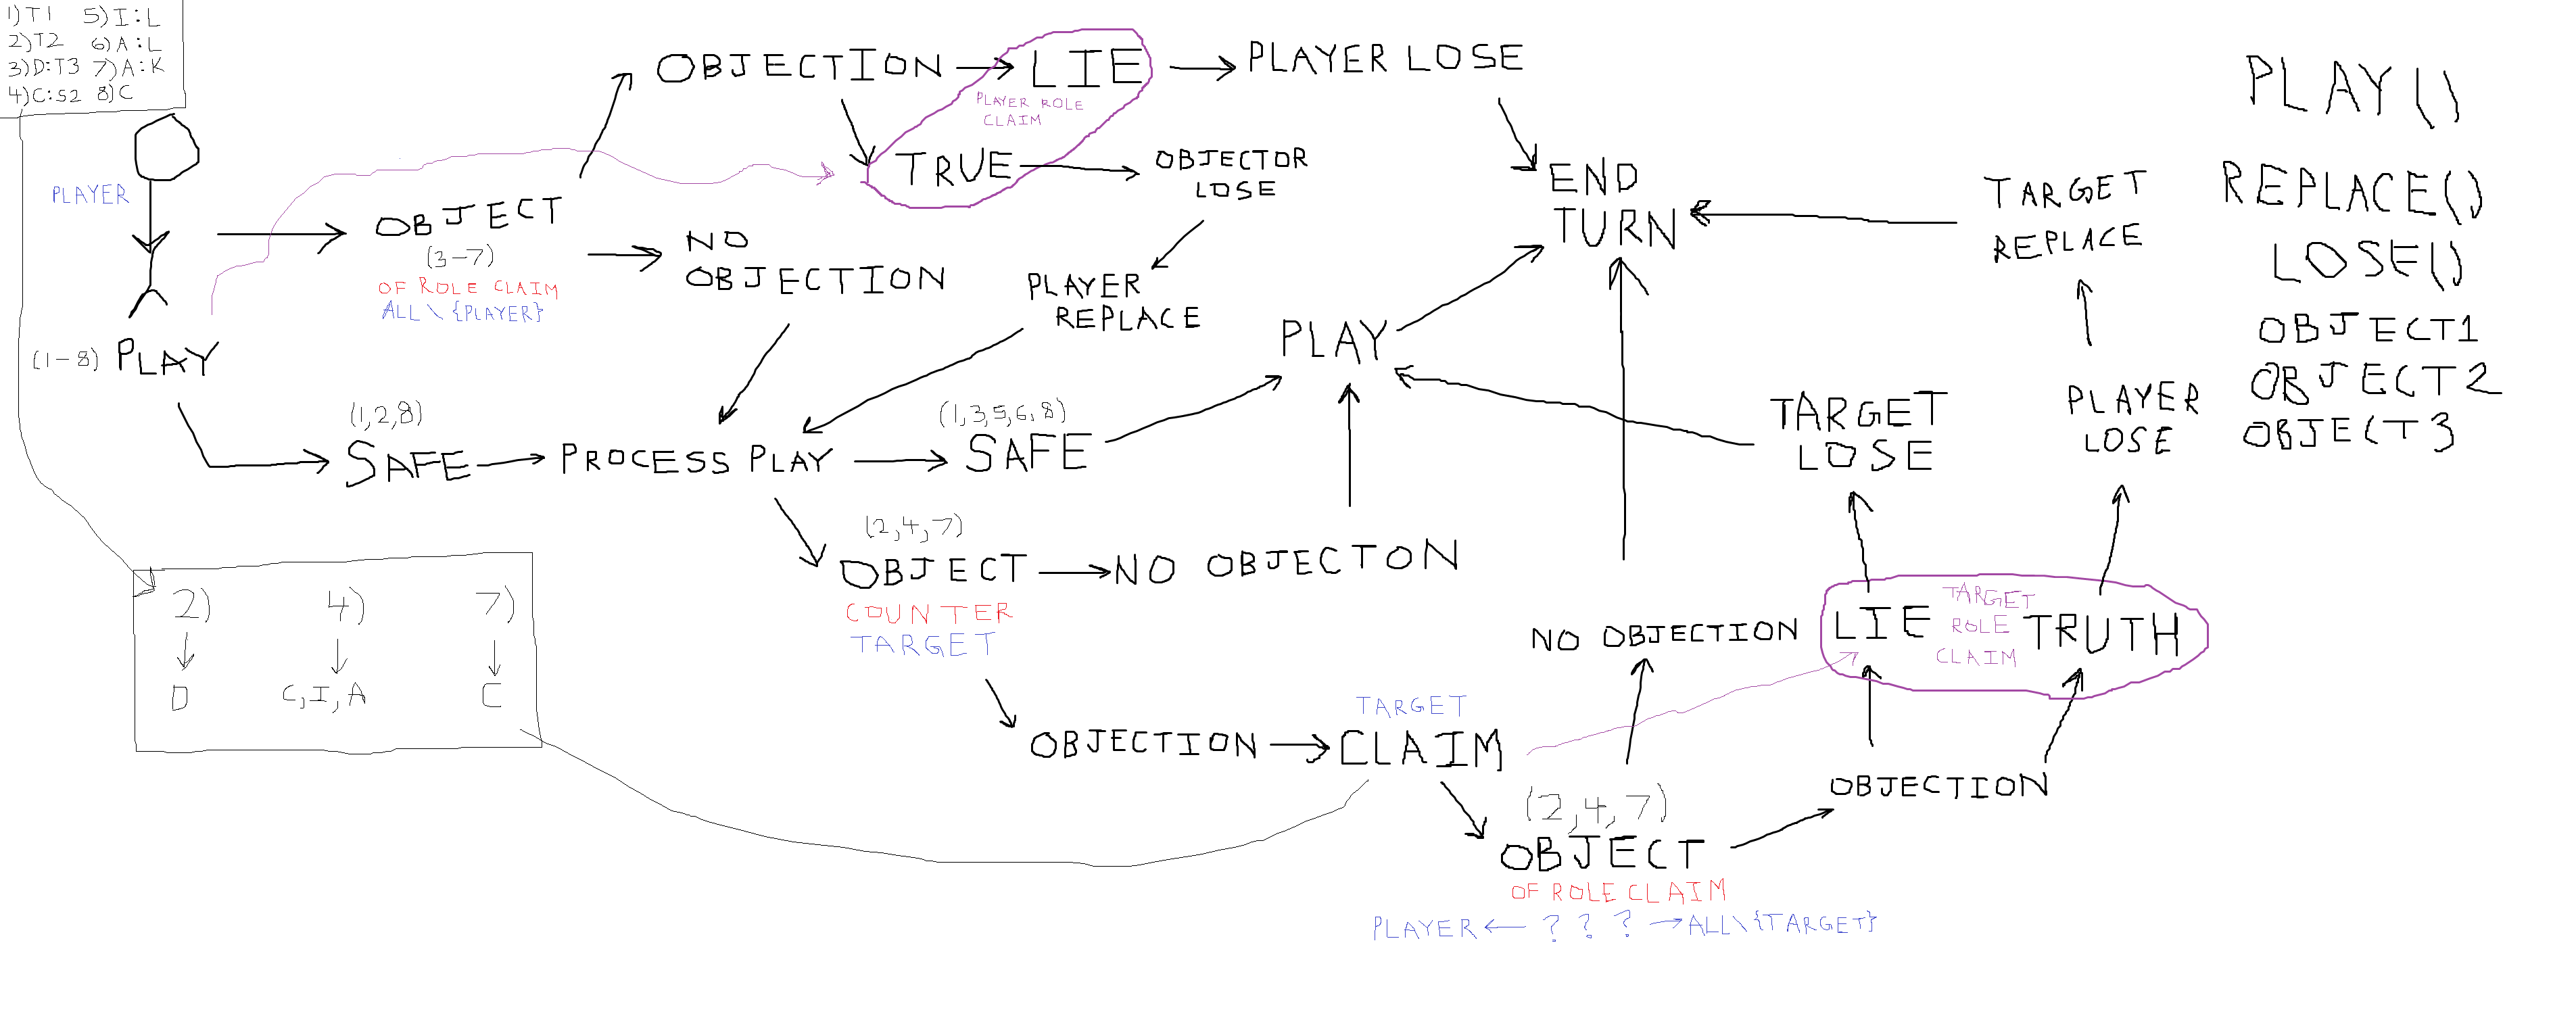 1)T1 5)I:L
2)T2 6)A:L
3)D:T3 7)A:K
4)C:S2 8)C
PLAYER
(1-8) PLAY
OBJECT
(3-7)
OF ROLE CLAIM
ALL\{PLAYER}
OBJECTION
LIE
PLAYER ROLE
CLAIM
TRUE
PLAYER LOSE
OBJECTOR
LOSE
NO
OBJECTION
PLAYER
REPLACE
END
TURN
(1,2,8)
SAFE
PROCESS PLAY
(1,3,5,6,8)
SAFE
PLAY
(2,4,7)
OBJECT
COUNTER
TARGET
NO OBJECTON
2) 4) 7)
D C,I,A C
OBJECTION
TARGET
CLAIM
(2,4,7)
OBJECT
OF ROLE CLAIM
PLAYER ← ? ? ? → ALL\{TARGET}
NO OBJECTION
OBJECTION
LIE
TARGET
ROLE
CLAIM
TRUTH
TARGET
LOSE
PLAYER
LOSE
TARGET
REPLACE
PLAY()
REPLACE()
LOSE()
OBJECT1
OBJECT2
OBJECT3